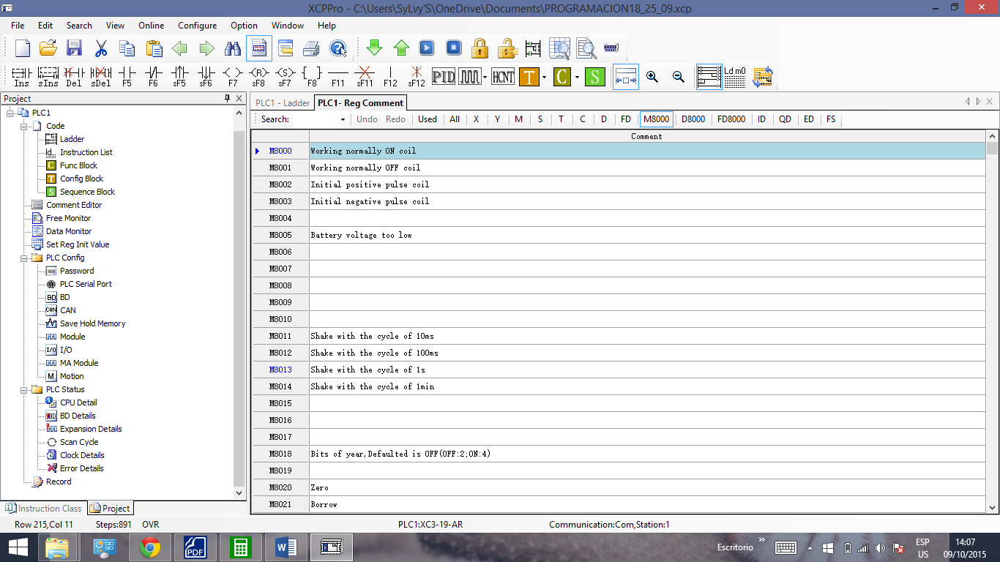 XCPPro - C:\Users\SyLvy'S\OneDrive\Documents\PROGRAMACION18_25_09.xcp
File Edit Search View Online Configure Option Window Help
Ins sIns Del sDel F5 F6 sF5 sF6 F7 sF7 sF8 F8 F11 sF11 F12 sF12 PID HCNT T C S Ld m0
Project
PLC1 - Ladder PLC1- Reg Comment
Search: Undo Redo Used All X Y M S T C D FD M8000 D8000 FD8000 ID QD ED FS
PLC1
Code
Ladder
Instruction List
Func Block
Config Block
Sequence Block
Comment Editor
Free Monitor
Data Monitor
Set Reg Init Value
PLC Config
Password
PLC Serial Port
BD BD
CAN CAN
Save Hold Memory
Module
I/O I/O
MA Module
M Motion
PLC Status
CPU Detail
BD Details
Expansion Details
Scan Cycle
Clock Details
Error Details
Record
Instruction Class Project
Comment
M8000 Working normally ON coil
M8001 Working normally OFF coil
M8002 Initial positive pulse coil
M8003 Initial negative pulse coil
M8004
M8005 Battery voltage too low
M8006
M8007
M8008
M8009
M8010
M8011 Shake with the cycle of 10ms
M8012 Shake with the cycle of 100ms
M8013 Shake with the cycle of 1s
M8014 Shake with the cycle of 1min
M8015
M8016
M8017
M8018 Bits of year,Defaulted is OFF(OFF:2;ON:4)
M8019
M8020 Zero
M8021 Borrow
Row 215,Col 11 Steps:891 OVR PLC1:XC3-19-AR Communication:Com,Station:1
PDF Escritorio ESP 14:07
US 09/10/2015